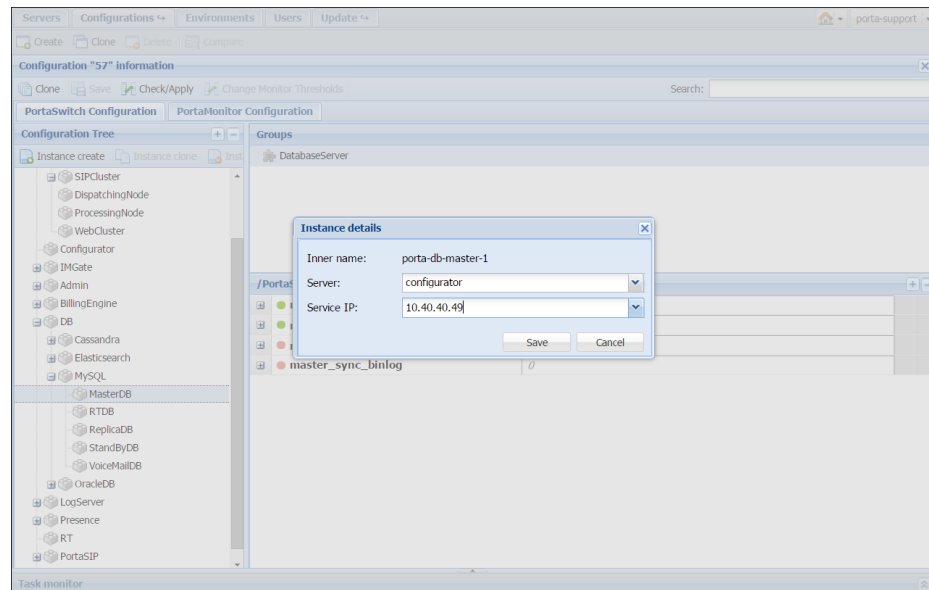 Servers Configurations Environments Users Update porta-support
Create Clone Delete Compare
Configuration "57" information
Clone Save Check/Apply Change Monitor Thresholds Search:
PortaSwitch Configuration PortaMonitor Configuration
Configuration Tree Groups
Instance create Instance clone Inst DatabaseServer
SIPCluster
DispatchingNode
ProcessingNode
WebCluster
Instance details
Configurator
Inner name: porta-db-master-1
IMGate
Admin
/PortaS
Server: configurator
BillingEngine
Service IP: 10.40.40.49
DB
Cassandra
Save Cancel
Elasticsearch
master_sync_binlog 0
MySQL
MasterDB
RTDB
ReplicaDB
StandByDB
VoiceMailDB
OracleDB
LogServer
Presence
RT
PortaSIP
Task monitor